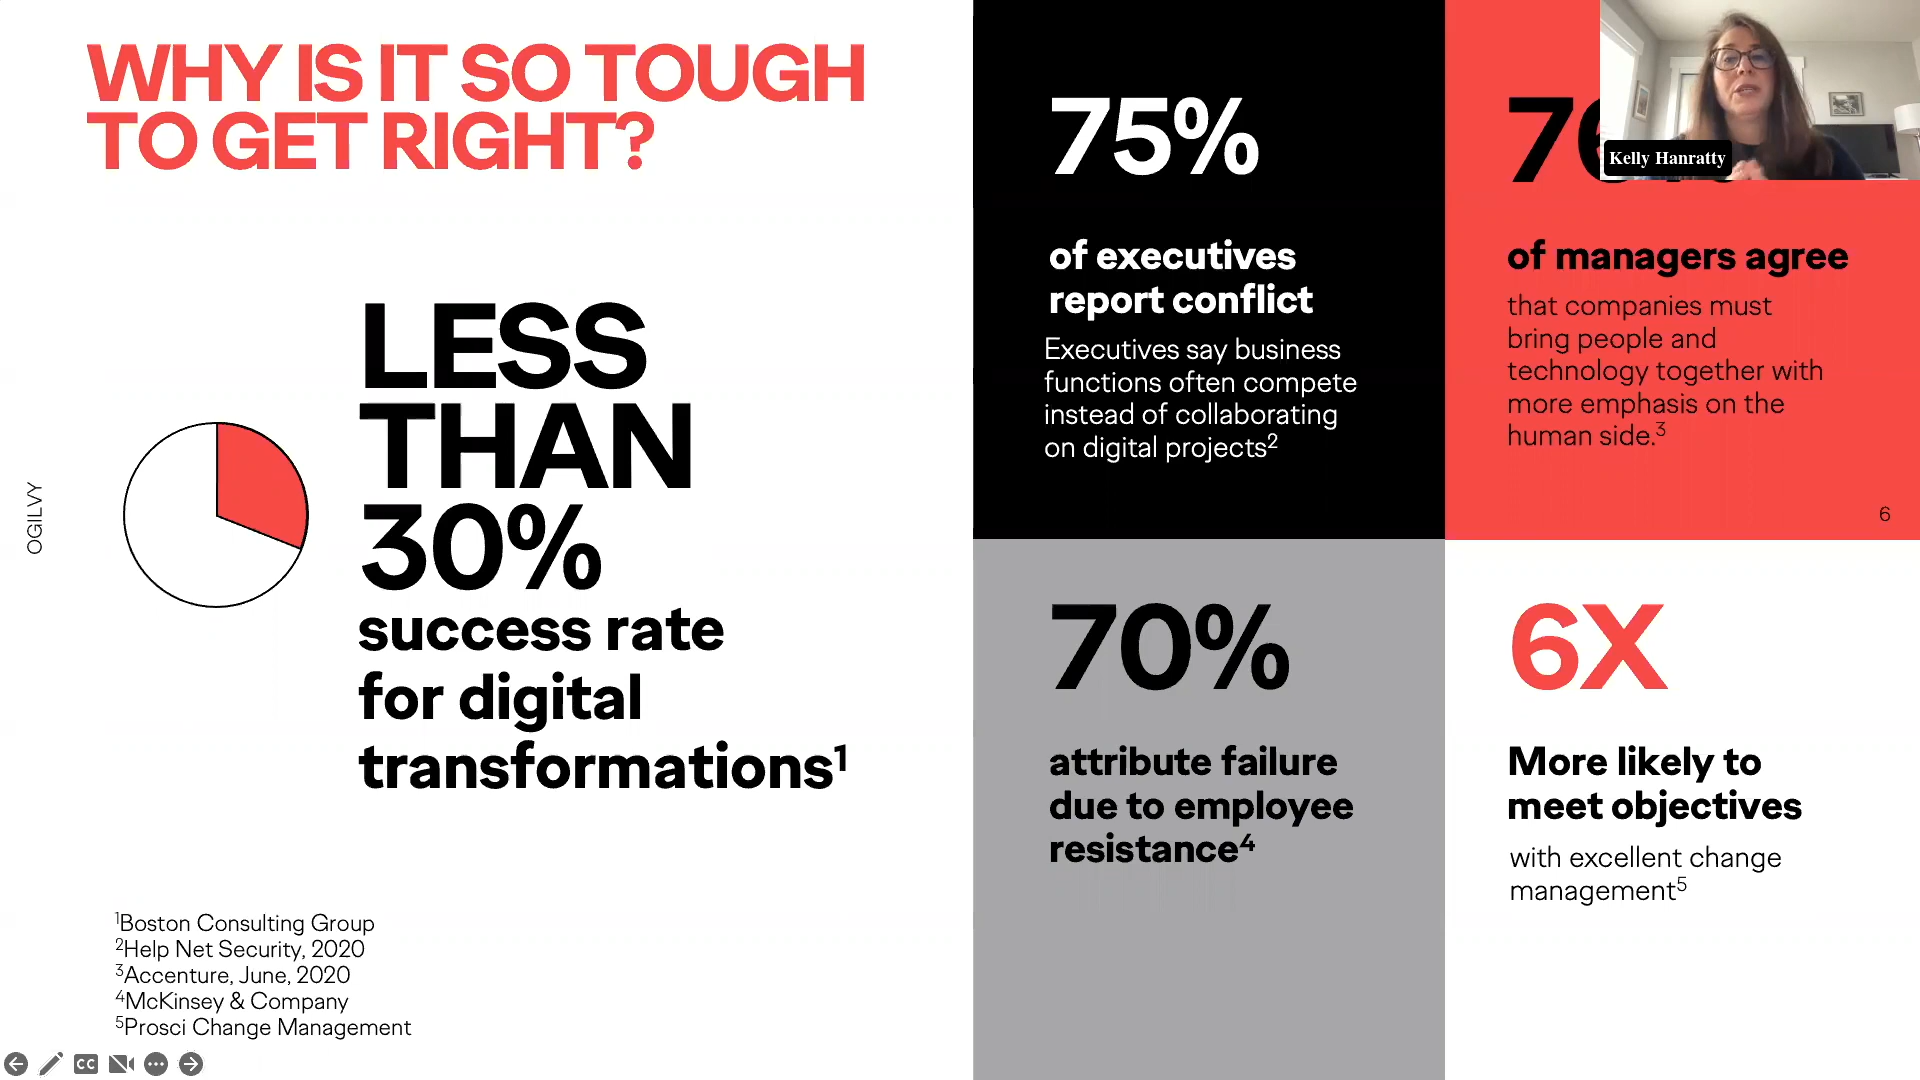 WHY IS IT SO TOUGH
TO GET RIGHT?
OGILVY
LESS
THAN
30%
success rate
for digital
transformations¹
¹Boston Consulting Group
²Help Net Security, 2020
³Accenture, June, 2020
⁴McKinsey & Company
⁵Prosci Change Management
75%
of executives
report conflict
Executives say business
functions often compete
instead of collaborating
on digital projects²
Kelly Hanratty
of managers agree
that companies must
bring people and
technology together with
more emphasis on the
human side.³
6
70%
attribute failure
due to employee
resistance⁴
6X
More likely to
meet objectives
with excellent change
management⁵
CC